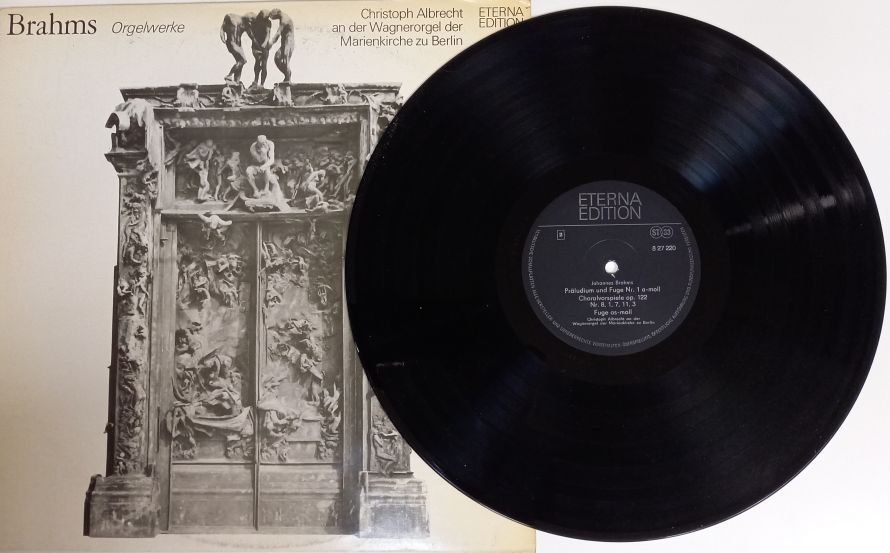 Brahms Orgelwerke
Christoph Albrecht
an der Wagnerorgel der
Marienkirche zu Berlin
ETERNA
EDITION
ETERNA
EDITION
2
ST 33
8 27 220
Johannes Brahms
Präludium und Fuge Nr. 1 a-moll
Choralvorspiele op. 122
Nr. 8, 1, 7, 11, 3
Fuge as-moll
Christoph Albrecht an der
Wagnerorgel der Marienkirche zu Berlin